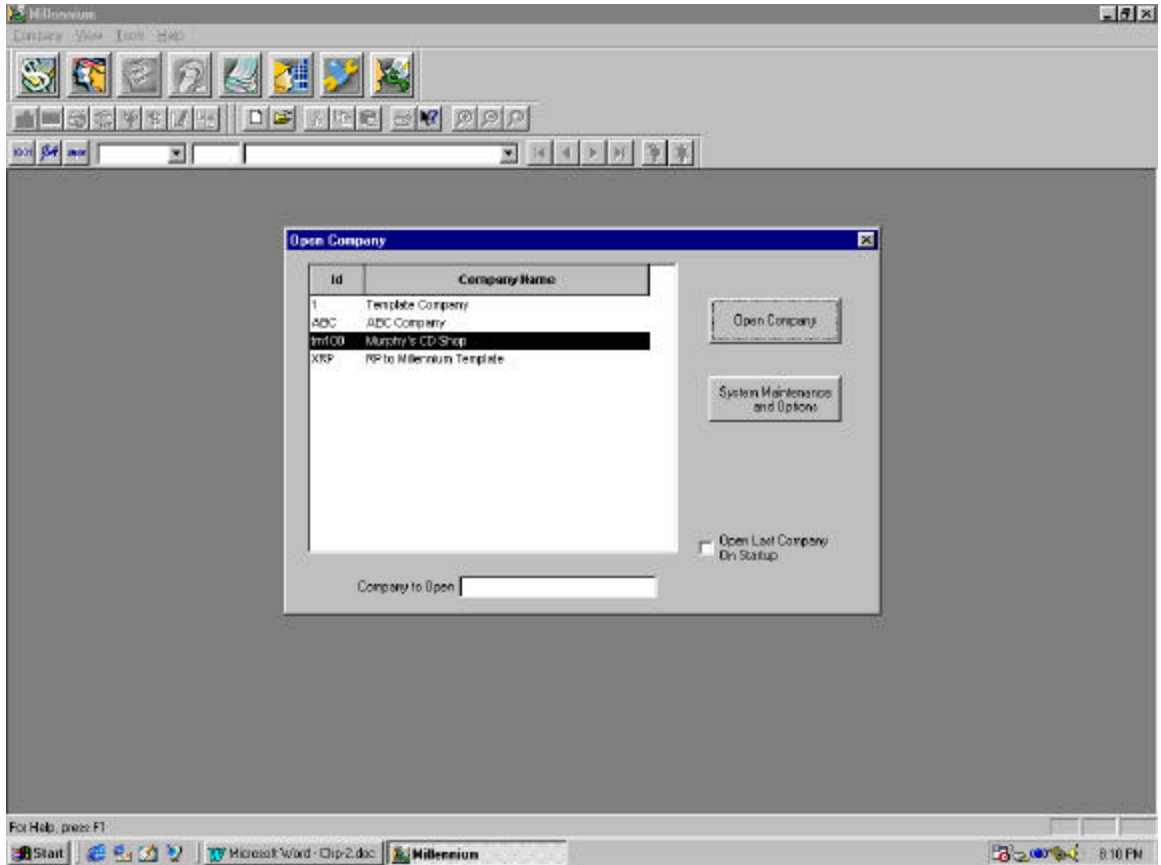 Millennium
Company View Tools Help
Open Company
Id Company Name
1 Template Company
ABC ABC Company
tm100 Murphy's CD Shop
XRP RP to Millennium Template
Open Company
System Maintenance
and Options
Open Last Company
On Startup
Company to Open
For Help, press F1
Start Microsoft Word - Chp-2.doc Millennium 8:10 PM